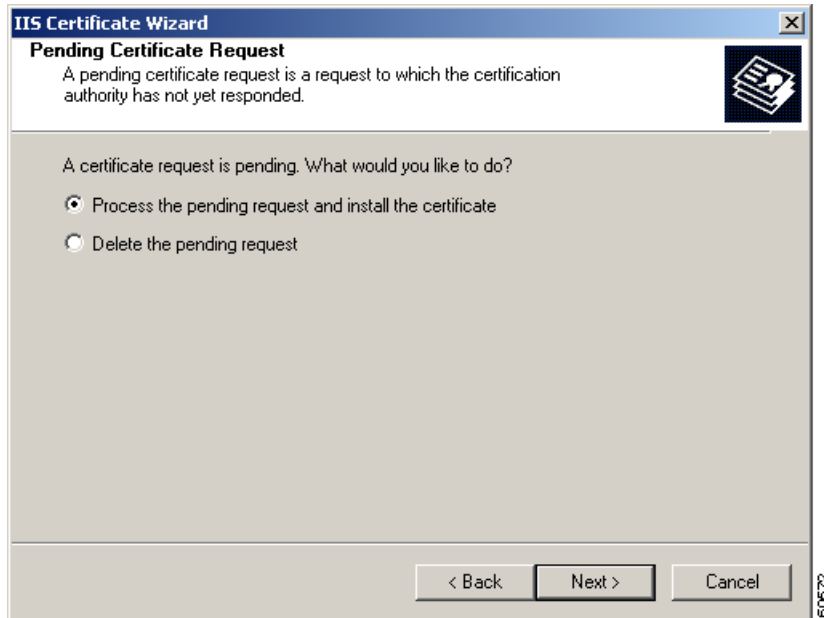 IIS Certificate Wizard
Pending Certificate Request
A pending certificate request is a request to which the certification
authority has not yet responded.
A certificate request is pending. What would you like to do?
Process the pending request and install the certificate
Delete the pending request
< Back
Next >
Cancel